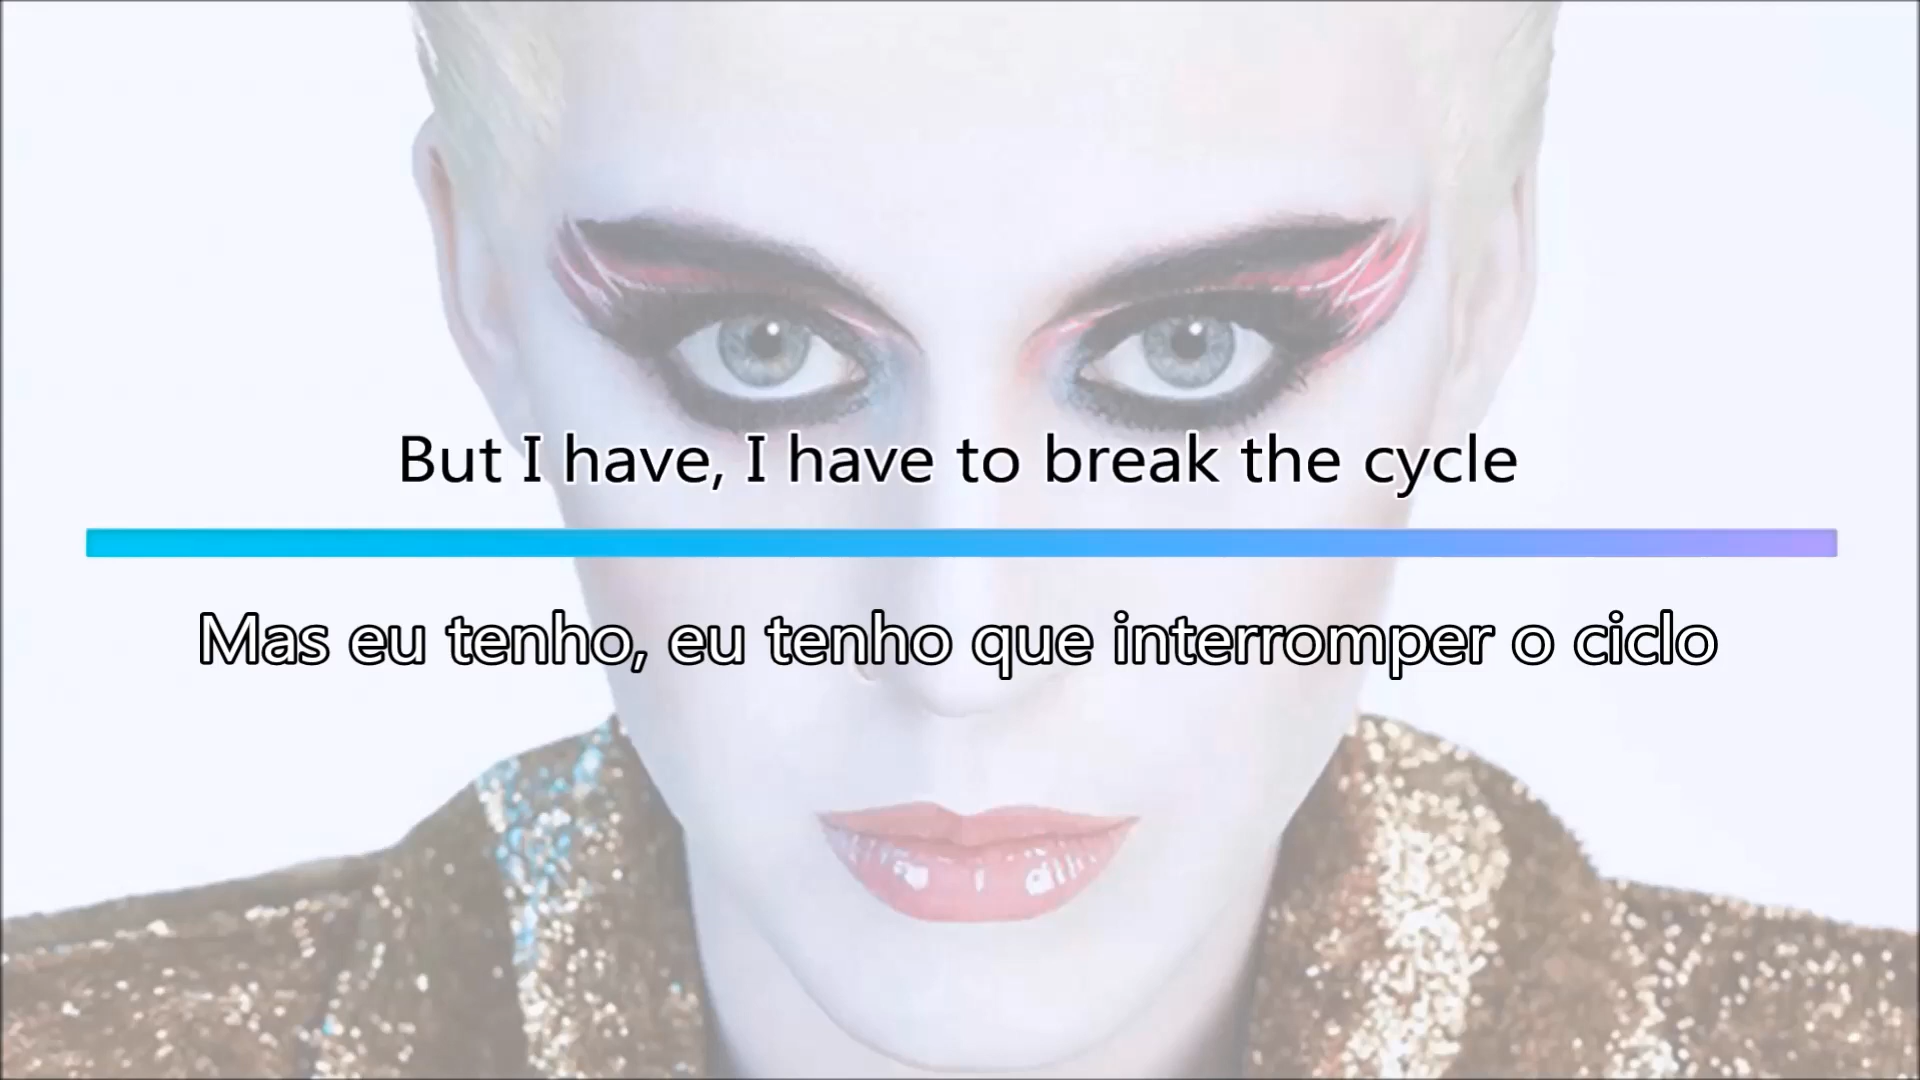 But I have, I have to break the cycle
Mas eu tenho, eu tenho que interromper o ciclo